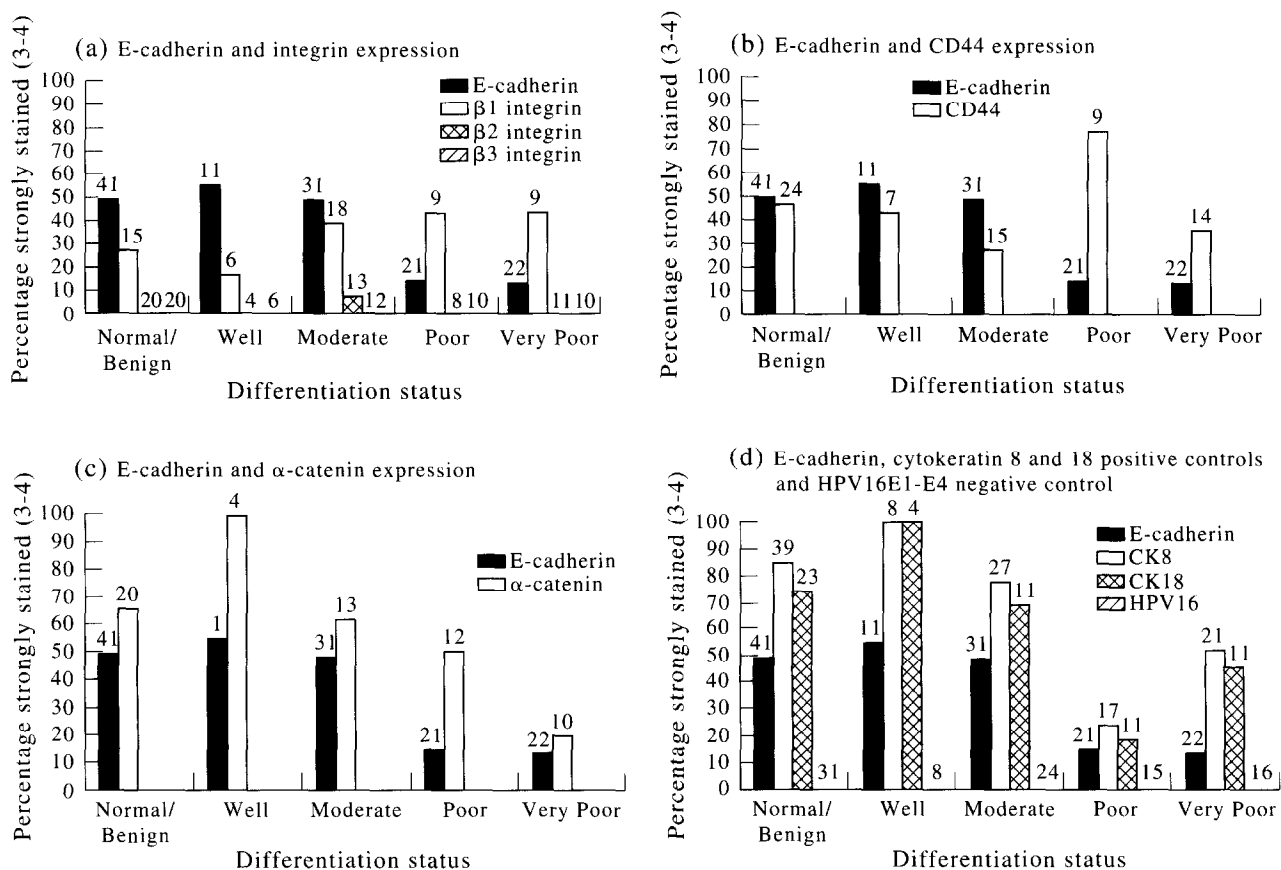 (a) E-cadherin and integrin expression
Percentage strongly stained (3-4)
100
90
80
70
60
50
40
30
20
10
0
E-cadherin
β1 integrin
β2 integrin
β3 integrin
41
15
20
20
11
6
4
6
31
18
13
12
21
9
8
10
22
9
11
10
Normal/
Benign
Well
Moderate
Poor
Very Poor
Differentiation status
(b) E-cadherin and CD44 expression
Percentage strongly stained (3-4)
100
90
80
70
60
50
40
30
20
10
0
E-cadherin
CD44
41
24
11
7
31
15
21
9
22
14
Normal/
Benign
Well
Moderate
Poor
Very Poor
Differentiation status
(c) E-cadherin and α-catenin expression
Percentage strongly stained (3-4)
100
90
80
70
60
50
40
30
20
10
0
E-cadherin
α-catenin
41
20
1
4
31
13
21
12
22
10
Normal/
Benign
Well
Moderate
Poor
Very Poor
Differentiation status
(d) E-cadherin, cytokeratin 8 and 18 positive controls
and HPV16E1-E4 negative control
Percentage strongly stained (3-4)
100
90
80
70
60
50
40
30
20
10
0
E-cadherin
CK8
CK18
HPV16
41
39
23
31
11
8
4
8
31
27
11
24
21
17
11
15
22
21
11
16
Normal/
Benign
Well
Moderate
Poor
Very Poor
Differentiation status